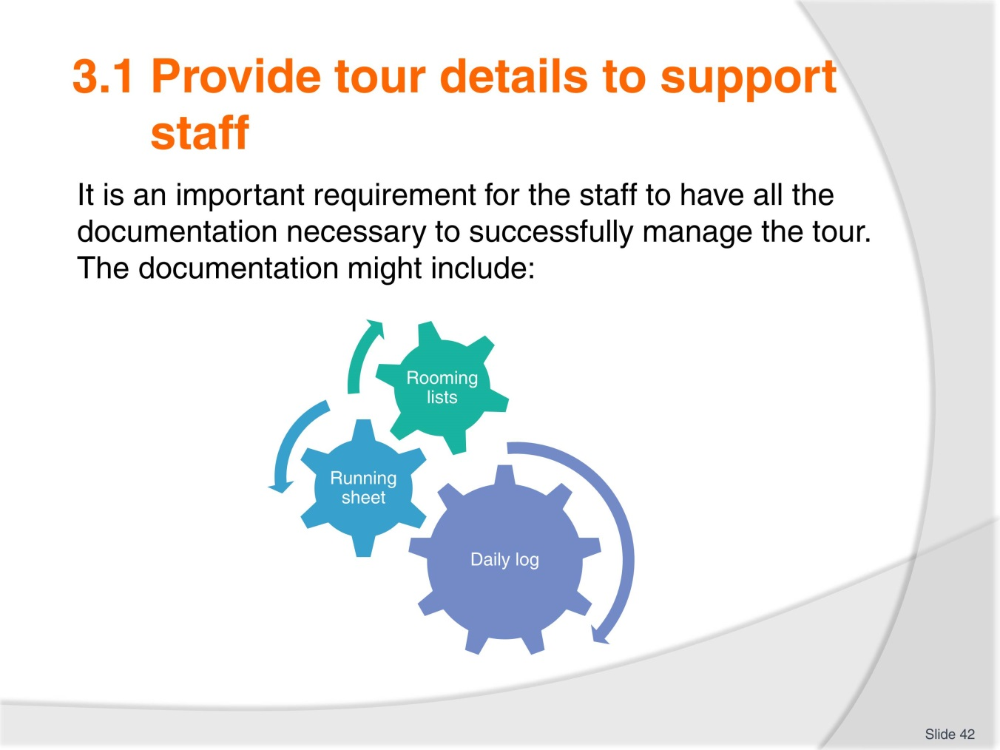 3.1 Provide tour details to support
staff
It is an important requirement for the staff to have all the
documentation necessary to successfully manage the tour.
The documentation might include:
Rooming
lists
Running
sheet
Daily log
Slide 42